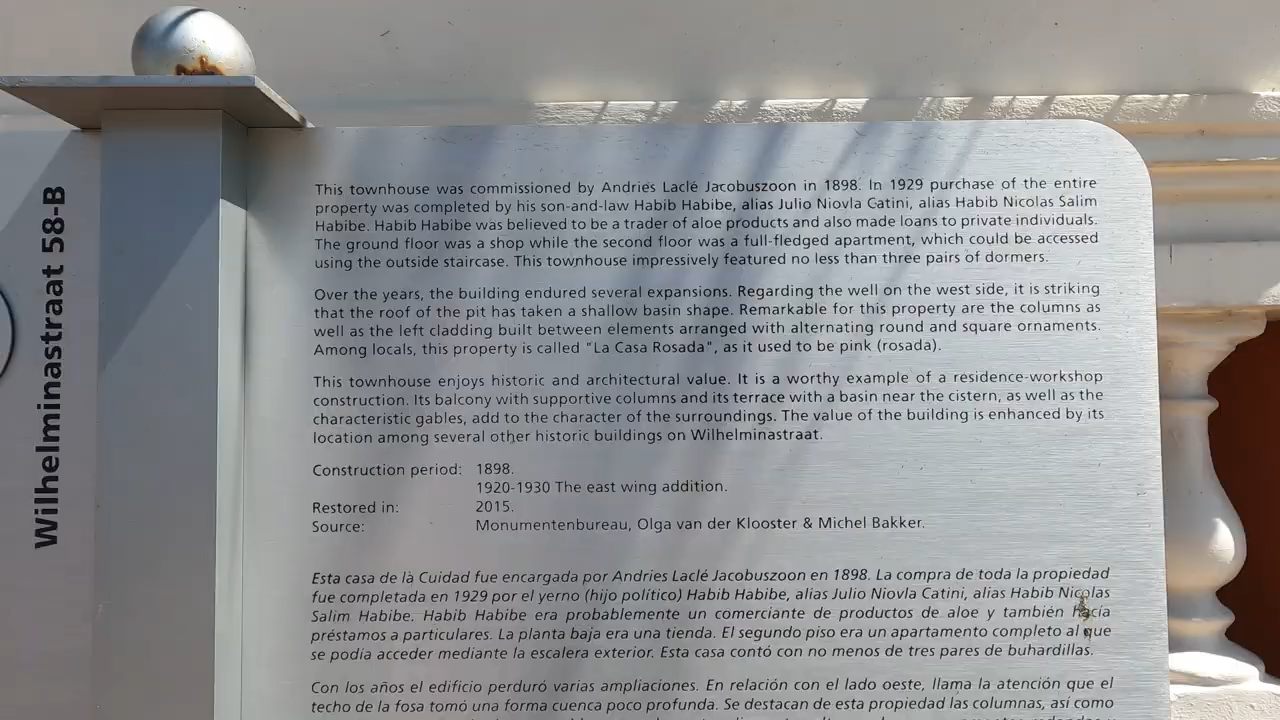 Wilhelminastraat 58-B
This townhouse was commissioned by Andries Laclé Jacobuszoon in 1898. In 1929 purchase of the entire
property was completed by his son-and-law Habib Habibe, alias Julio Niovla Catini, alias Habib Nicolas Salim
Habibe. Habib Habibe was believed to be a trader of aloe products and also made loans to private individuals.
The ground floor was a shop while the second floor was a full-fledged apartment, which could be accessed
using the outside staircase. This townhouse impressively featured no less than three pairs of dormers.
Over the years, the building endured several expansions. Regarding the well on the west side, it is striking
that the roof of the pit has taken a shallow basin shape. Remarkable for this property are the columns as
well as the left cladding built between elements arranged with alternating round and square ornaments.
Among locals, this property is called "La Casa Rosada", as it used to be pink (rosada).
This townhouse enjoys historic and architectural value. It is a worthy example of a residence-workshop
construction. Its balcony with supportive columns and its terrace with a basin near the cistern, as well as the
characteristic gables, add to the character of the surroundings. The value of the building is enhanced by its
location among several other historic buildings on Wilhelminastraat.
Construction period: 1898.
1920-1930 The east wing addition.
Restored in: 2015.
Source: Monumentenbureau, Olga van der Klooster & Michel Bakker.
Esta casa de la Cuidad fue encargada por Andries Laclé Jacobuszoon en 1898. La compra de toda la propiedad
fue completada en 1929 por el yerno (hijo político) Habib Habibe, alias Julio Niovla Catini, alias Habib Nicolas
Salim Habibe. Habib Habibe era probablemente un comerciante de productos de aloe y también hacía
préstamos a particulares. La planta baja era una tienda. El segundo piso era un apartamento completo al que
se podía acceder mediante la escalera exterior. Esta casa contó con no menos de tres pares de buhardillas.
Con los años el edificio perduró varias ampliaciones. En relación con el lado oeste, llama la atención que el
techo de la fosa tomó una forma cuenca poco profunda. Se destacan de esta propiedad las columnas, así como